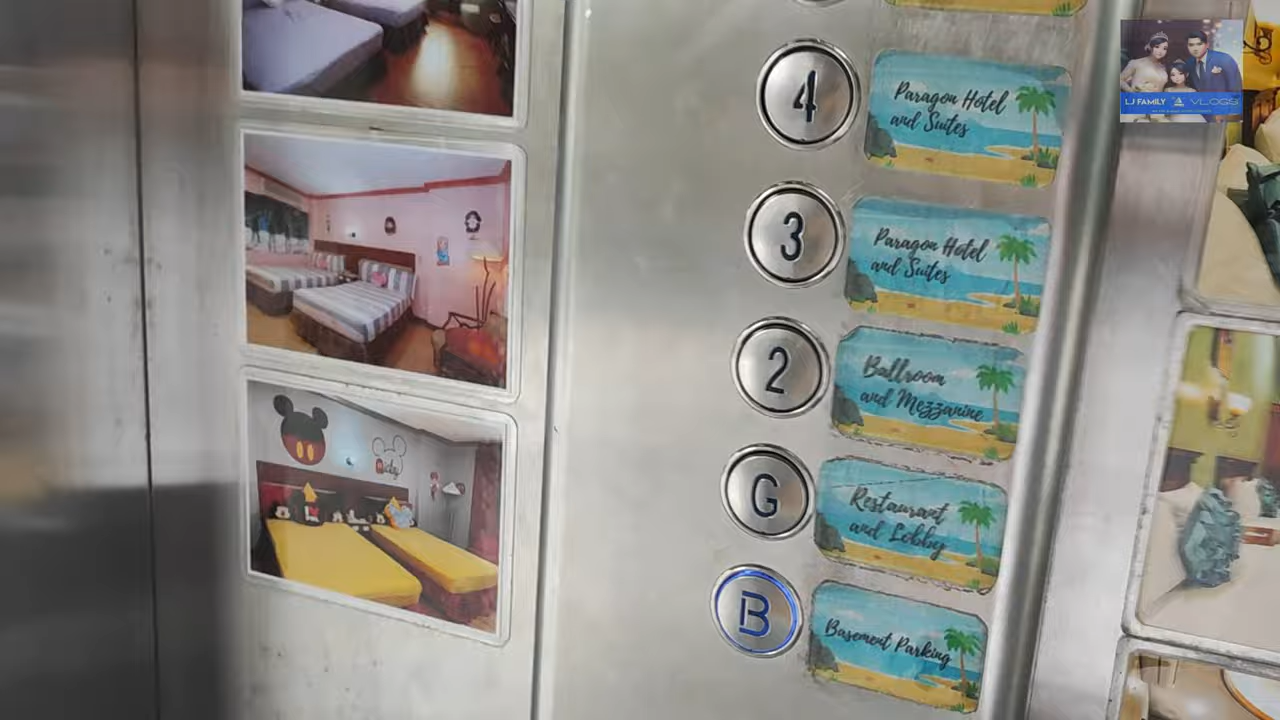 4
Paragon Hotel
and Suites
3
Paragon Hotel
and Suites
2
Ballroom
and Mezzanine
G
Restaurant
and Lobby
B
Basement Parking
LJ FAMILY VLOGS